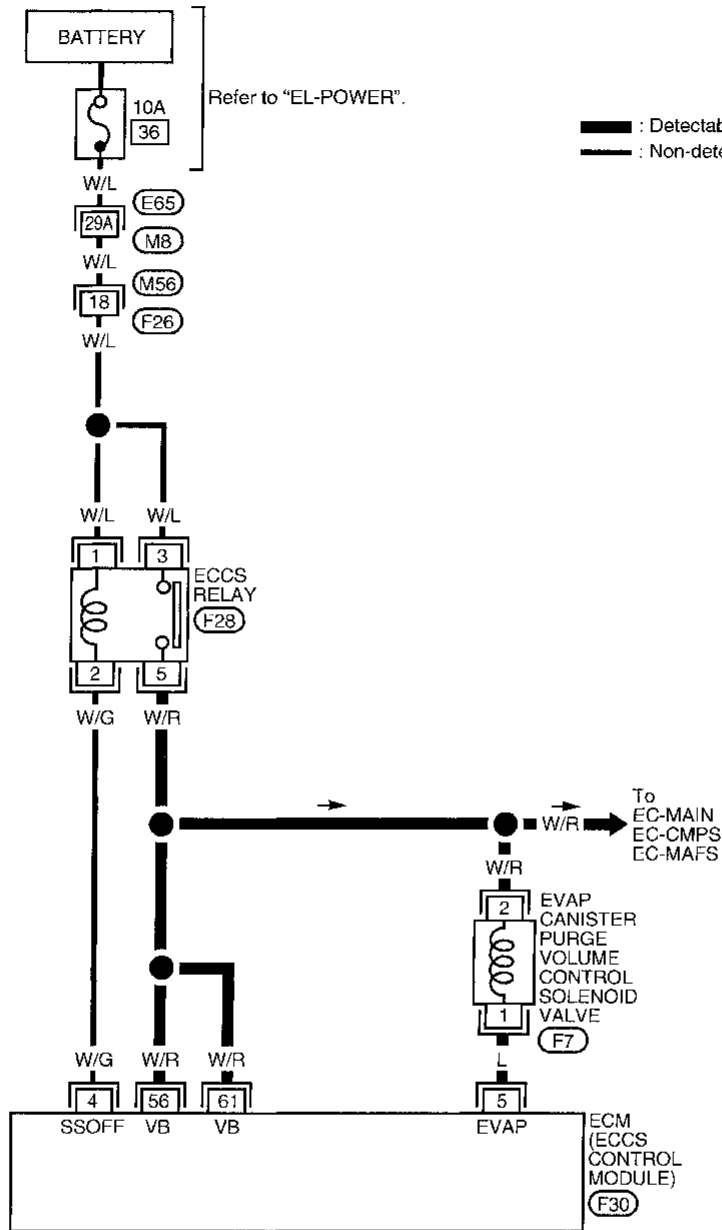 BATTERY
Refer to "EL-POWER".
10A
36
: Detectab
: Non-dete
W/L
E65
29A
M8
W/L
M56
18
F26
W/L
W/L W/L
1 3
ECCS
RELAY
F28
2 5
W/G W/R
To
EC-MAIN
EC-CMPS
EC-MAFS
W/R
W/R
2
EVAP
CANISTER
PURGE
VOLUME
CONTROL
SOLENOID
VALVE
1
F7
W/G W/R W/R L
4 56 61 5
SSOFF VB VB EVAP
ECM
(ECCS
CONTROL
MODULE)
F30